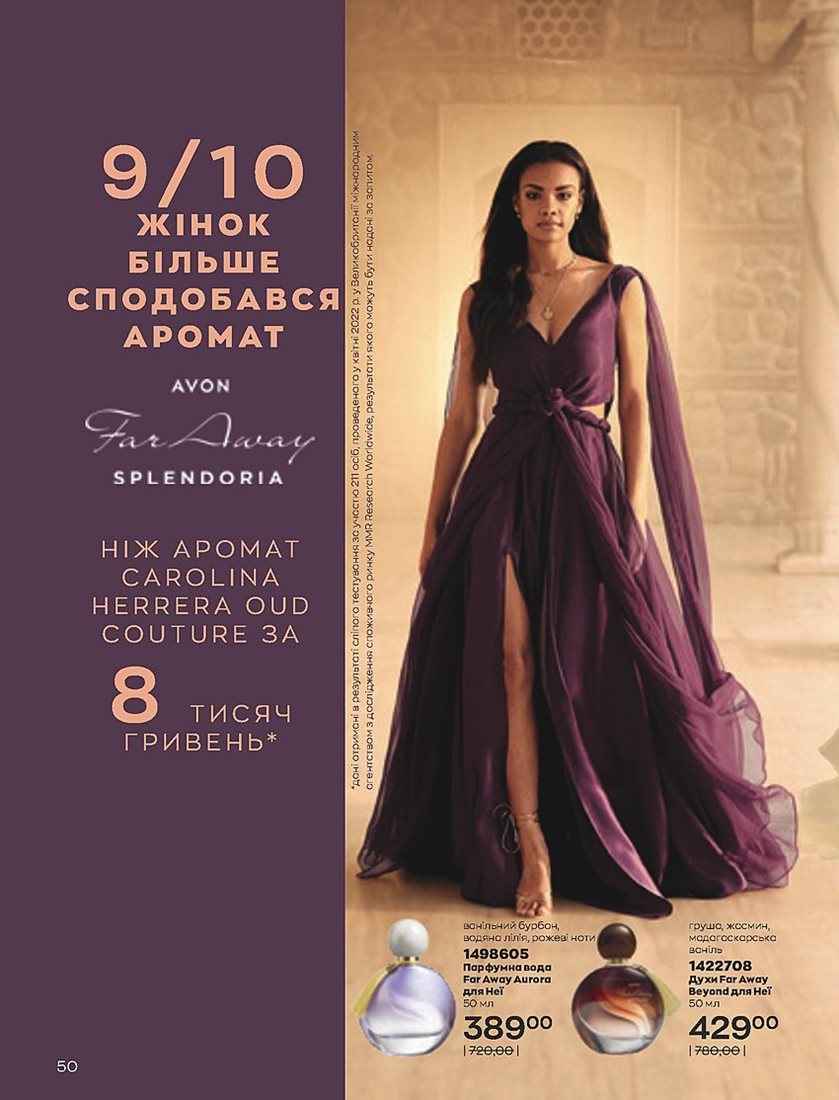 9/10
ЖІНОК
БІЛЬШЕ
СПОДОБАВСЯ
АРОМАТ
AVON
Far Away
SPLENDORIA
НІЖ АРОМАТ
CAROLINA
HERRERA OUD
COUTURE ЗА
8 ТИСЯЧ
ГРИВЕНЬ*
*дані отримані в результаті сліпого тестування за участю 211 осіб, проведеного у квітні 2022 р. у Великобританії міжнародним
агентством з дослідження споживчого ринку MMR Research Worldwide, результати якого можуть бути надані за запитом.
ванільний бурбон,
водяна лілія, рожеві ноти
1498605
Парфумна вода
Far Away Aurora
для Неї
50 мл
389⁰⁰
| 720,00 |
груша, жасмин,
мадагаскарська
ваніль
1422708
Духи Far Away
Beyond для Неї
50 мл
429⁰⁰
| 780,00 |
50